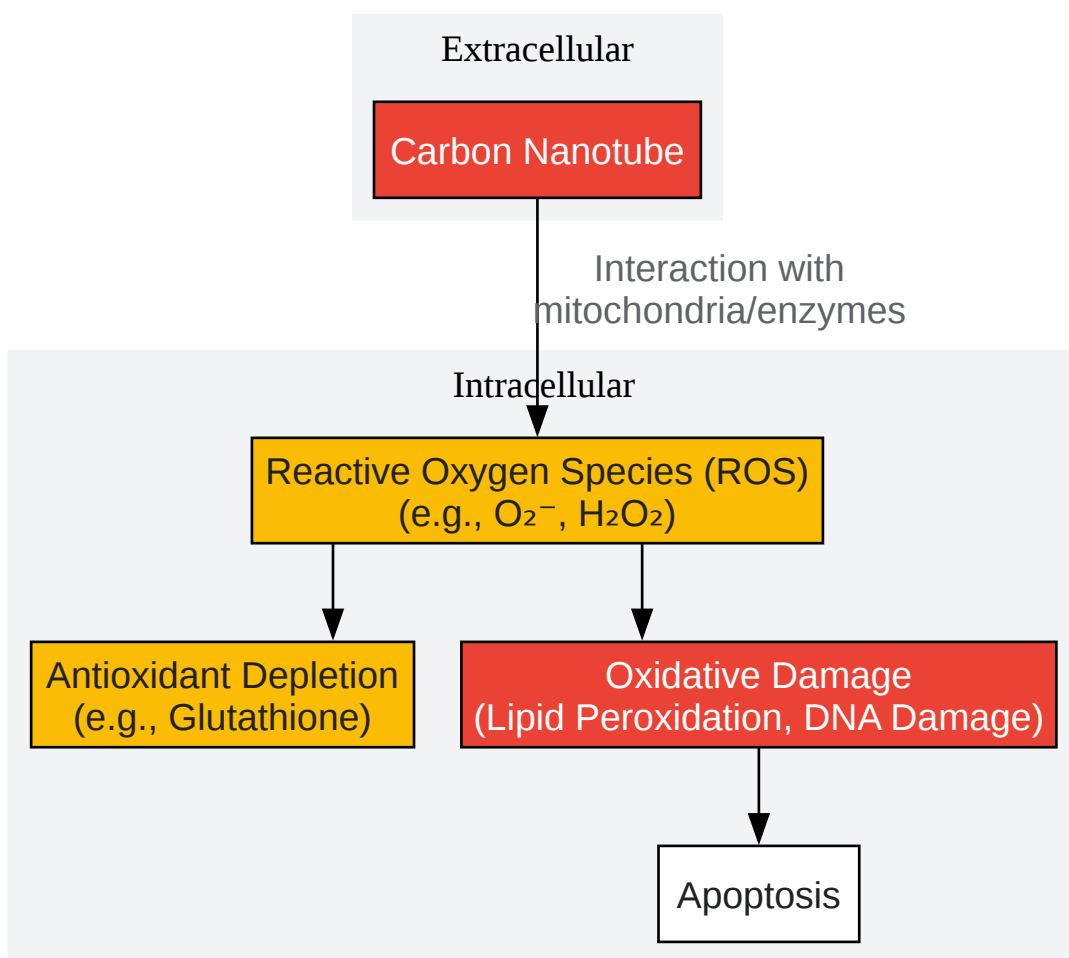 Extracellular
Carbon Nanotube
Interaction with
mitochondria/enzymes
Intracellular
Reactive Oxygen Species (ROS)
(e.g., O₂⁻, H₂O₂)
Antioxidant Depletion
(e.g., Glutathione)
Oxidative Damage
(Lipid Peroxidation, DNA Damage)
Apoptosis